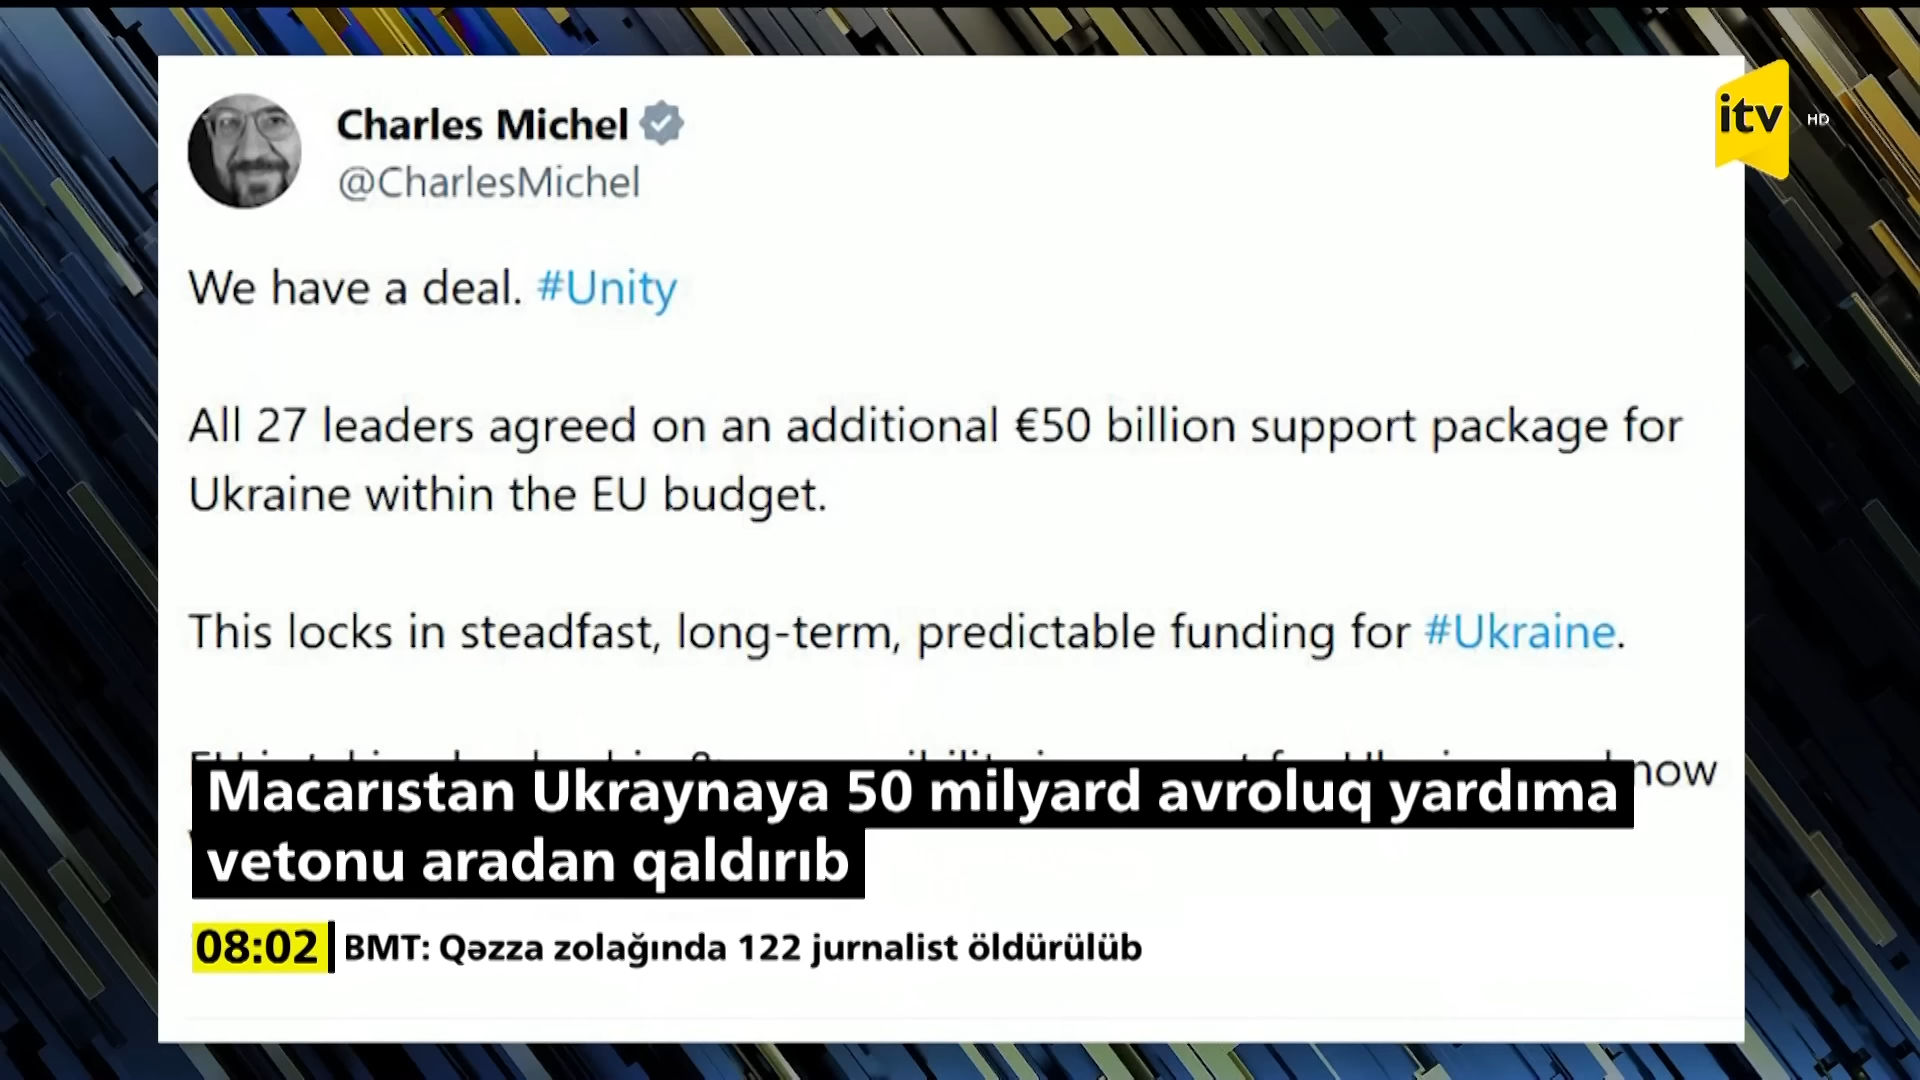 Charles Michel
@CharlesMichel
itv HD
We have a deal. #Unity
All 27 leaders agreed on an additional €50 billion support package for
Ukraine within the EU budget.
This locks in steadfast, long-term, predictable funding for #Ukraine.
now
Macarıstan Ukraynaya 50 milyard avroluq yardıma
vetonu aradan qaldırıb
08:02 BMT: Qəzza zolağında 122 jurnalist öldürülüb